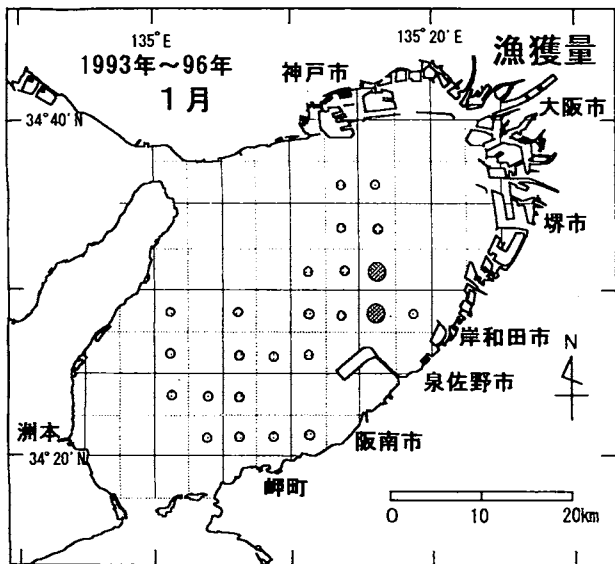 135°E
135°20'E
漁獲量
1993年～96年
1月
神戸市
大阪市
34°40'N
堺市
岸和田市
N
泉佐野市
洲本
阪南市
34°20'N
岬町
0 10 20km